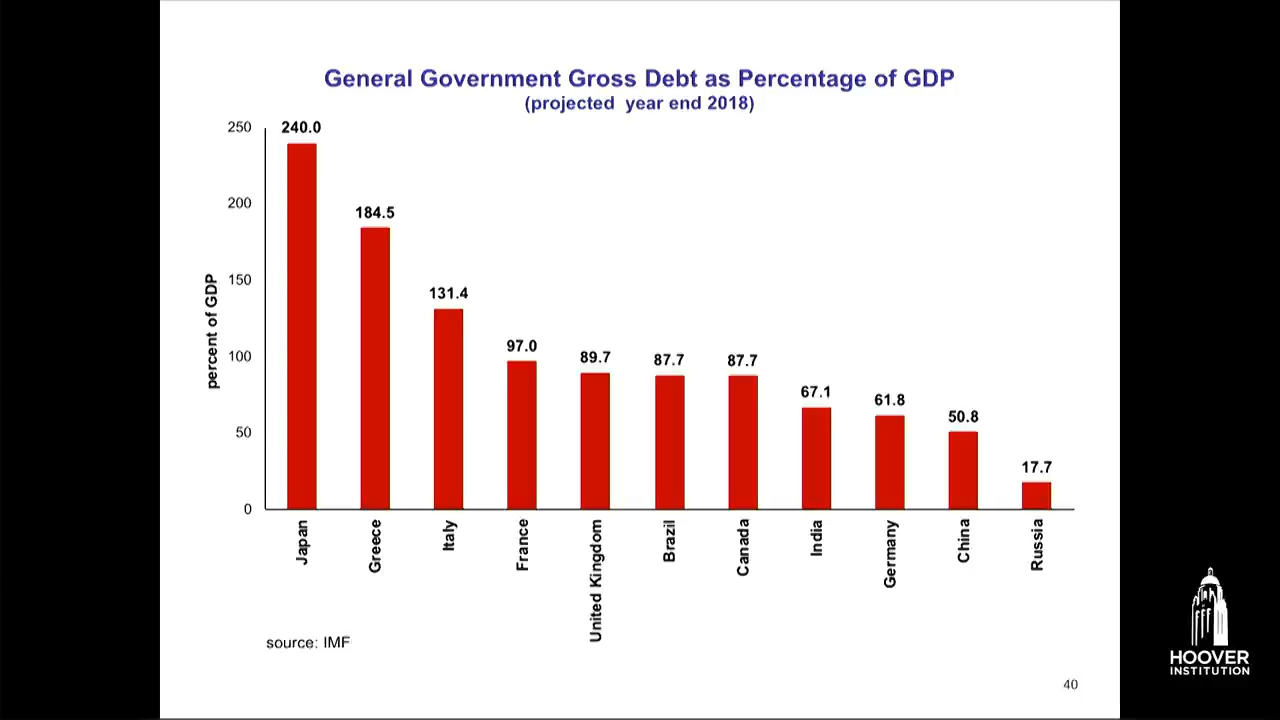 General Government Gross Debt as Percentage of GDP
(projected year end 2018)
percent of GDP
250
200
150
100
50
0
240.0
184.5
131.4
97.0
89.7
87.7
87.7
67.1
61.8
50.8
17.7
Japan
Greece
Italy
France
United Kingdom
Brazil
Canada
India
Germany
China
Russia
source: IMF
40
HOOVER
INSTITUTION